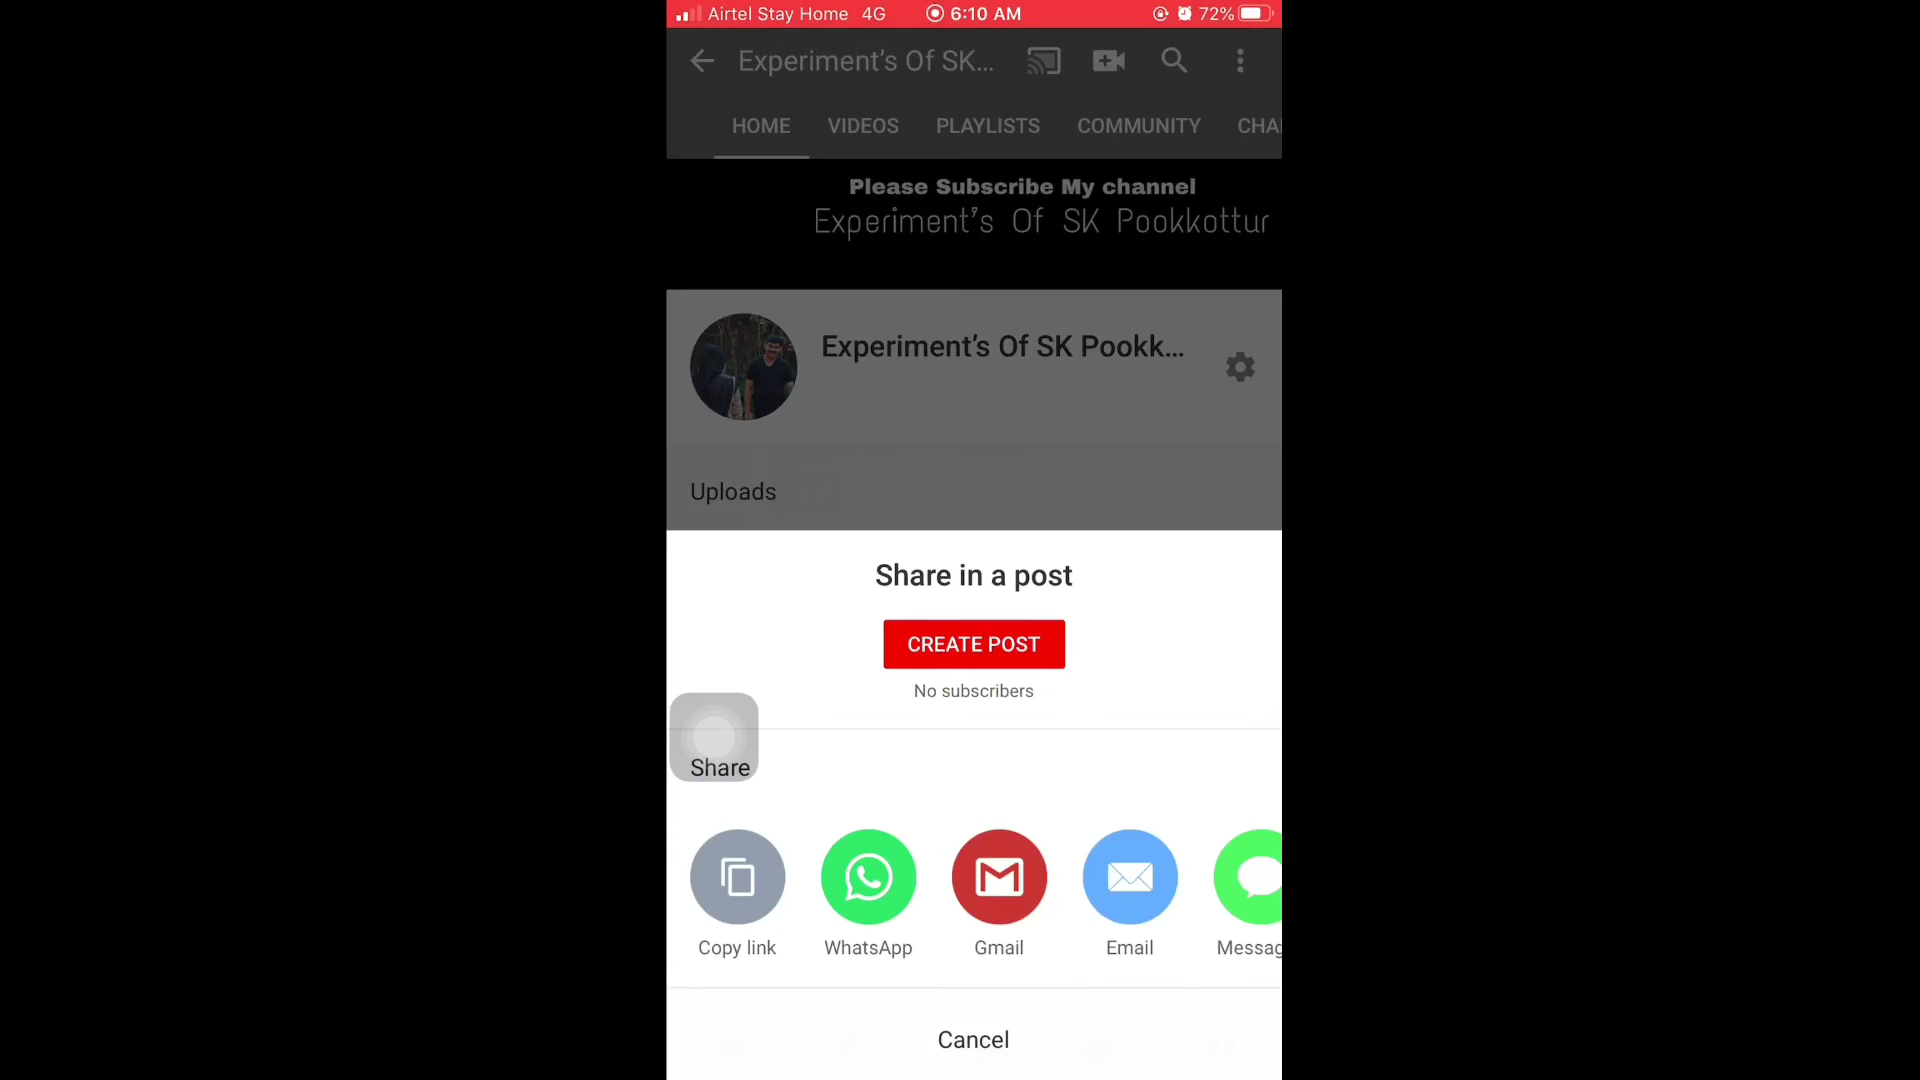 Airtel Stay Home 4G 6:10 AM 72%
Experiment’s Of SK...
HOME VIDEOS PLAYLISTS COMMUNITY CHA
Please Subscribe My channel
Experiment's Of SK Pookkottur
Experiment’s Of SK Pookk...
Uploads
Share in a post
CREATE POST
No subscribers
Share
Copy link WhatsApp Gmail Email Messag
Cancel